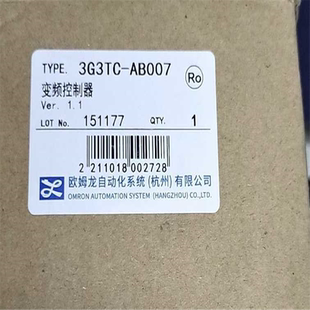 TYPE. 3G3TC-AB007
Ro
变频控制器
Ver. 1.1
LOT No. 151177 QTY. 1
2 211018 002728
欧姆龙自动化系统(杭州)有限公司
OMRON AUTOMATION SYSTEM (HANGZHOU) CO.,LTD.